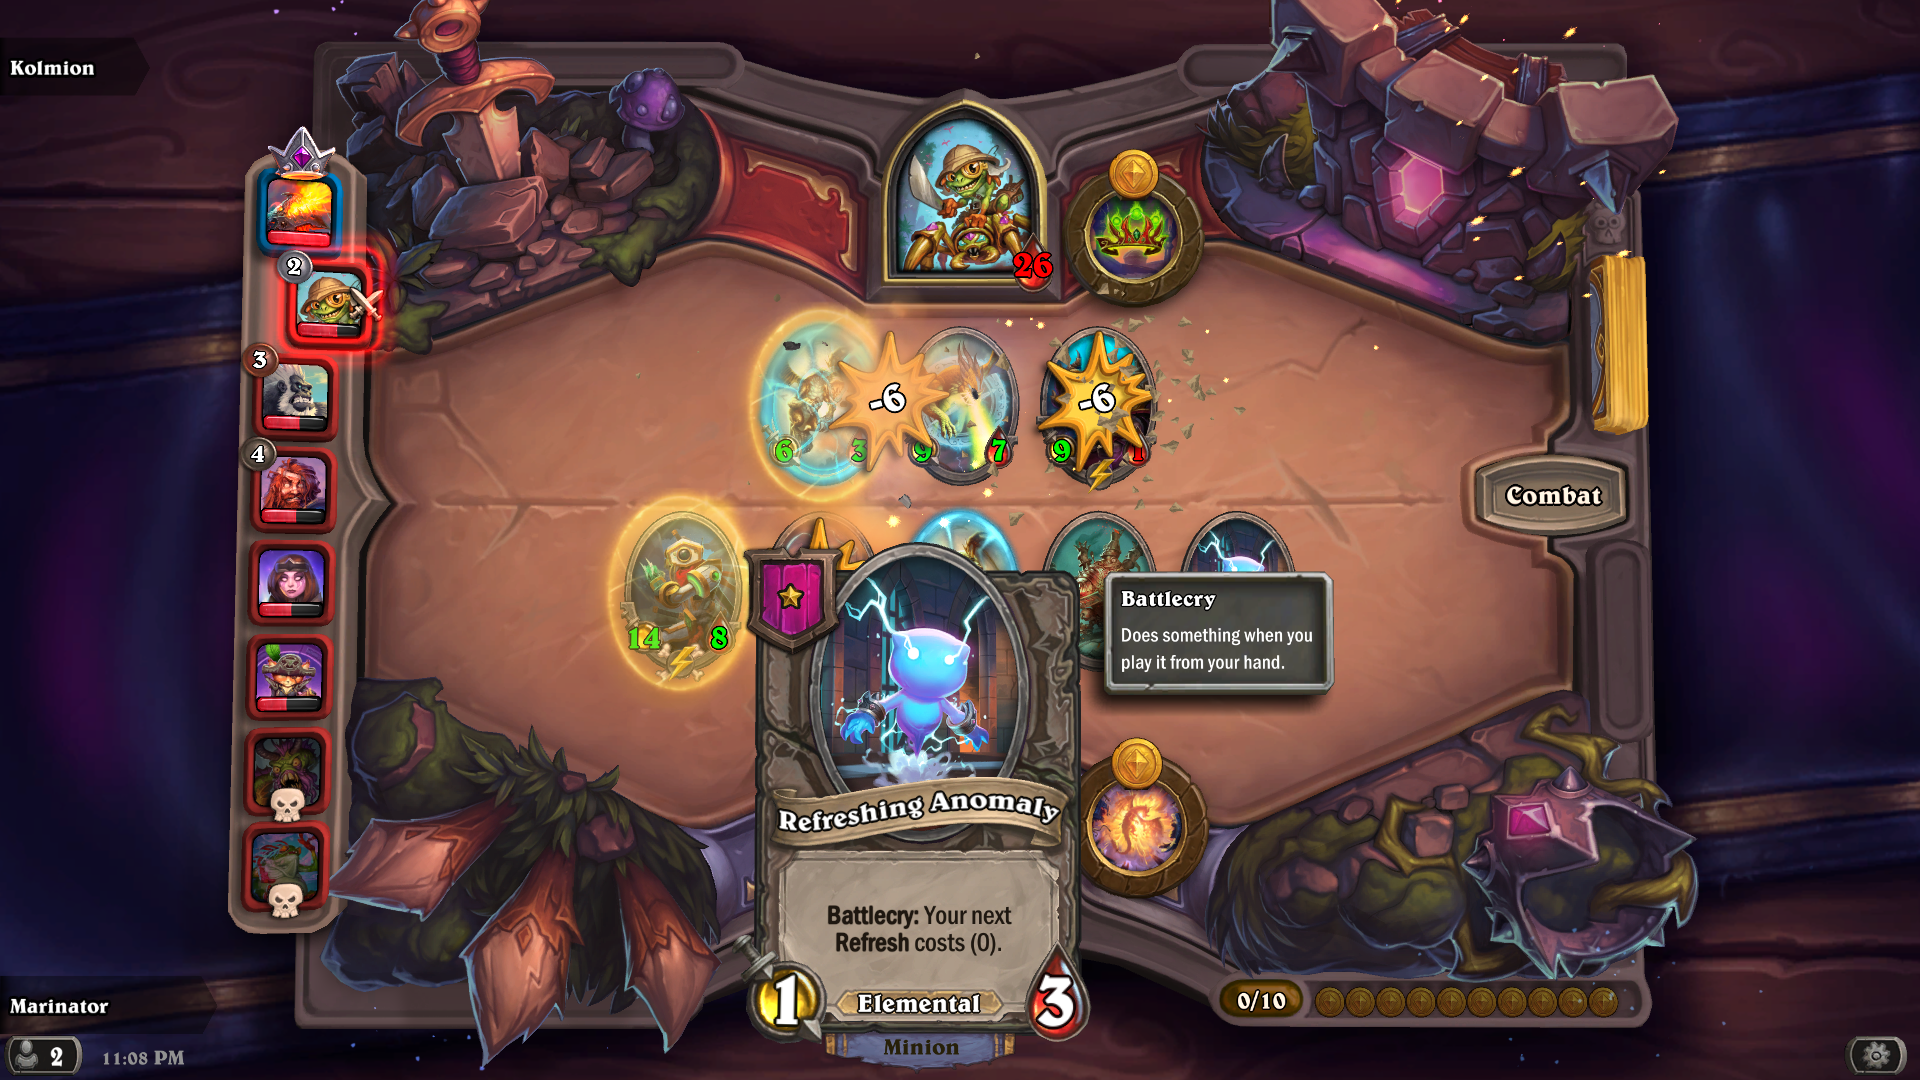 Kolmion
2
3
4
26
-6
-6
6
3
9
7
9
1
Combat
14
8
Battlecry
Does something when you
play it from your hand.
Refreshing Anomaly
Battlecry: Your next
Refresh costs (0).
1
Elemental
3
Minion
0/10
Marinator
2
11:08 PM